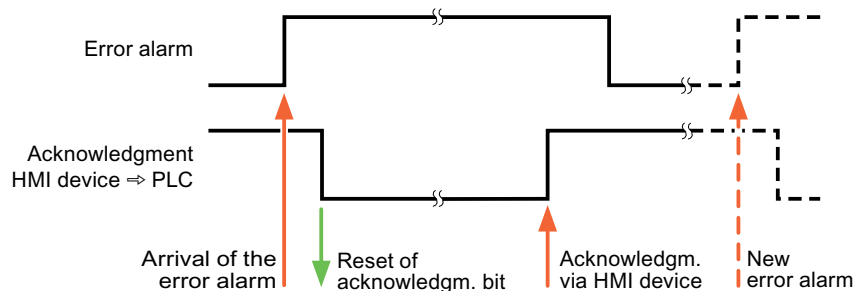 Error alarm
Acknowledgment
HMI device ⇨ PLC
Arrival of the
error alarm
Reset of
acknowledgm. bit
Acknowledgm.
via HMI device
New
error alarm